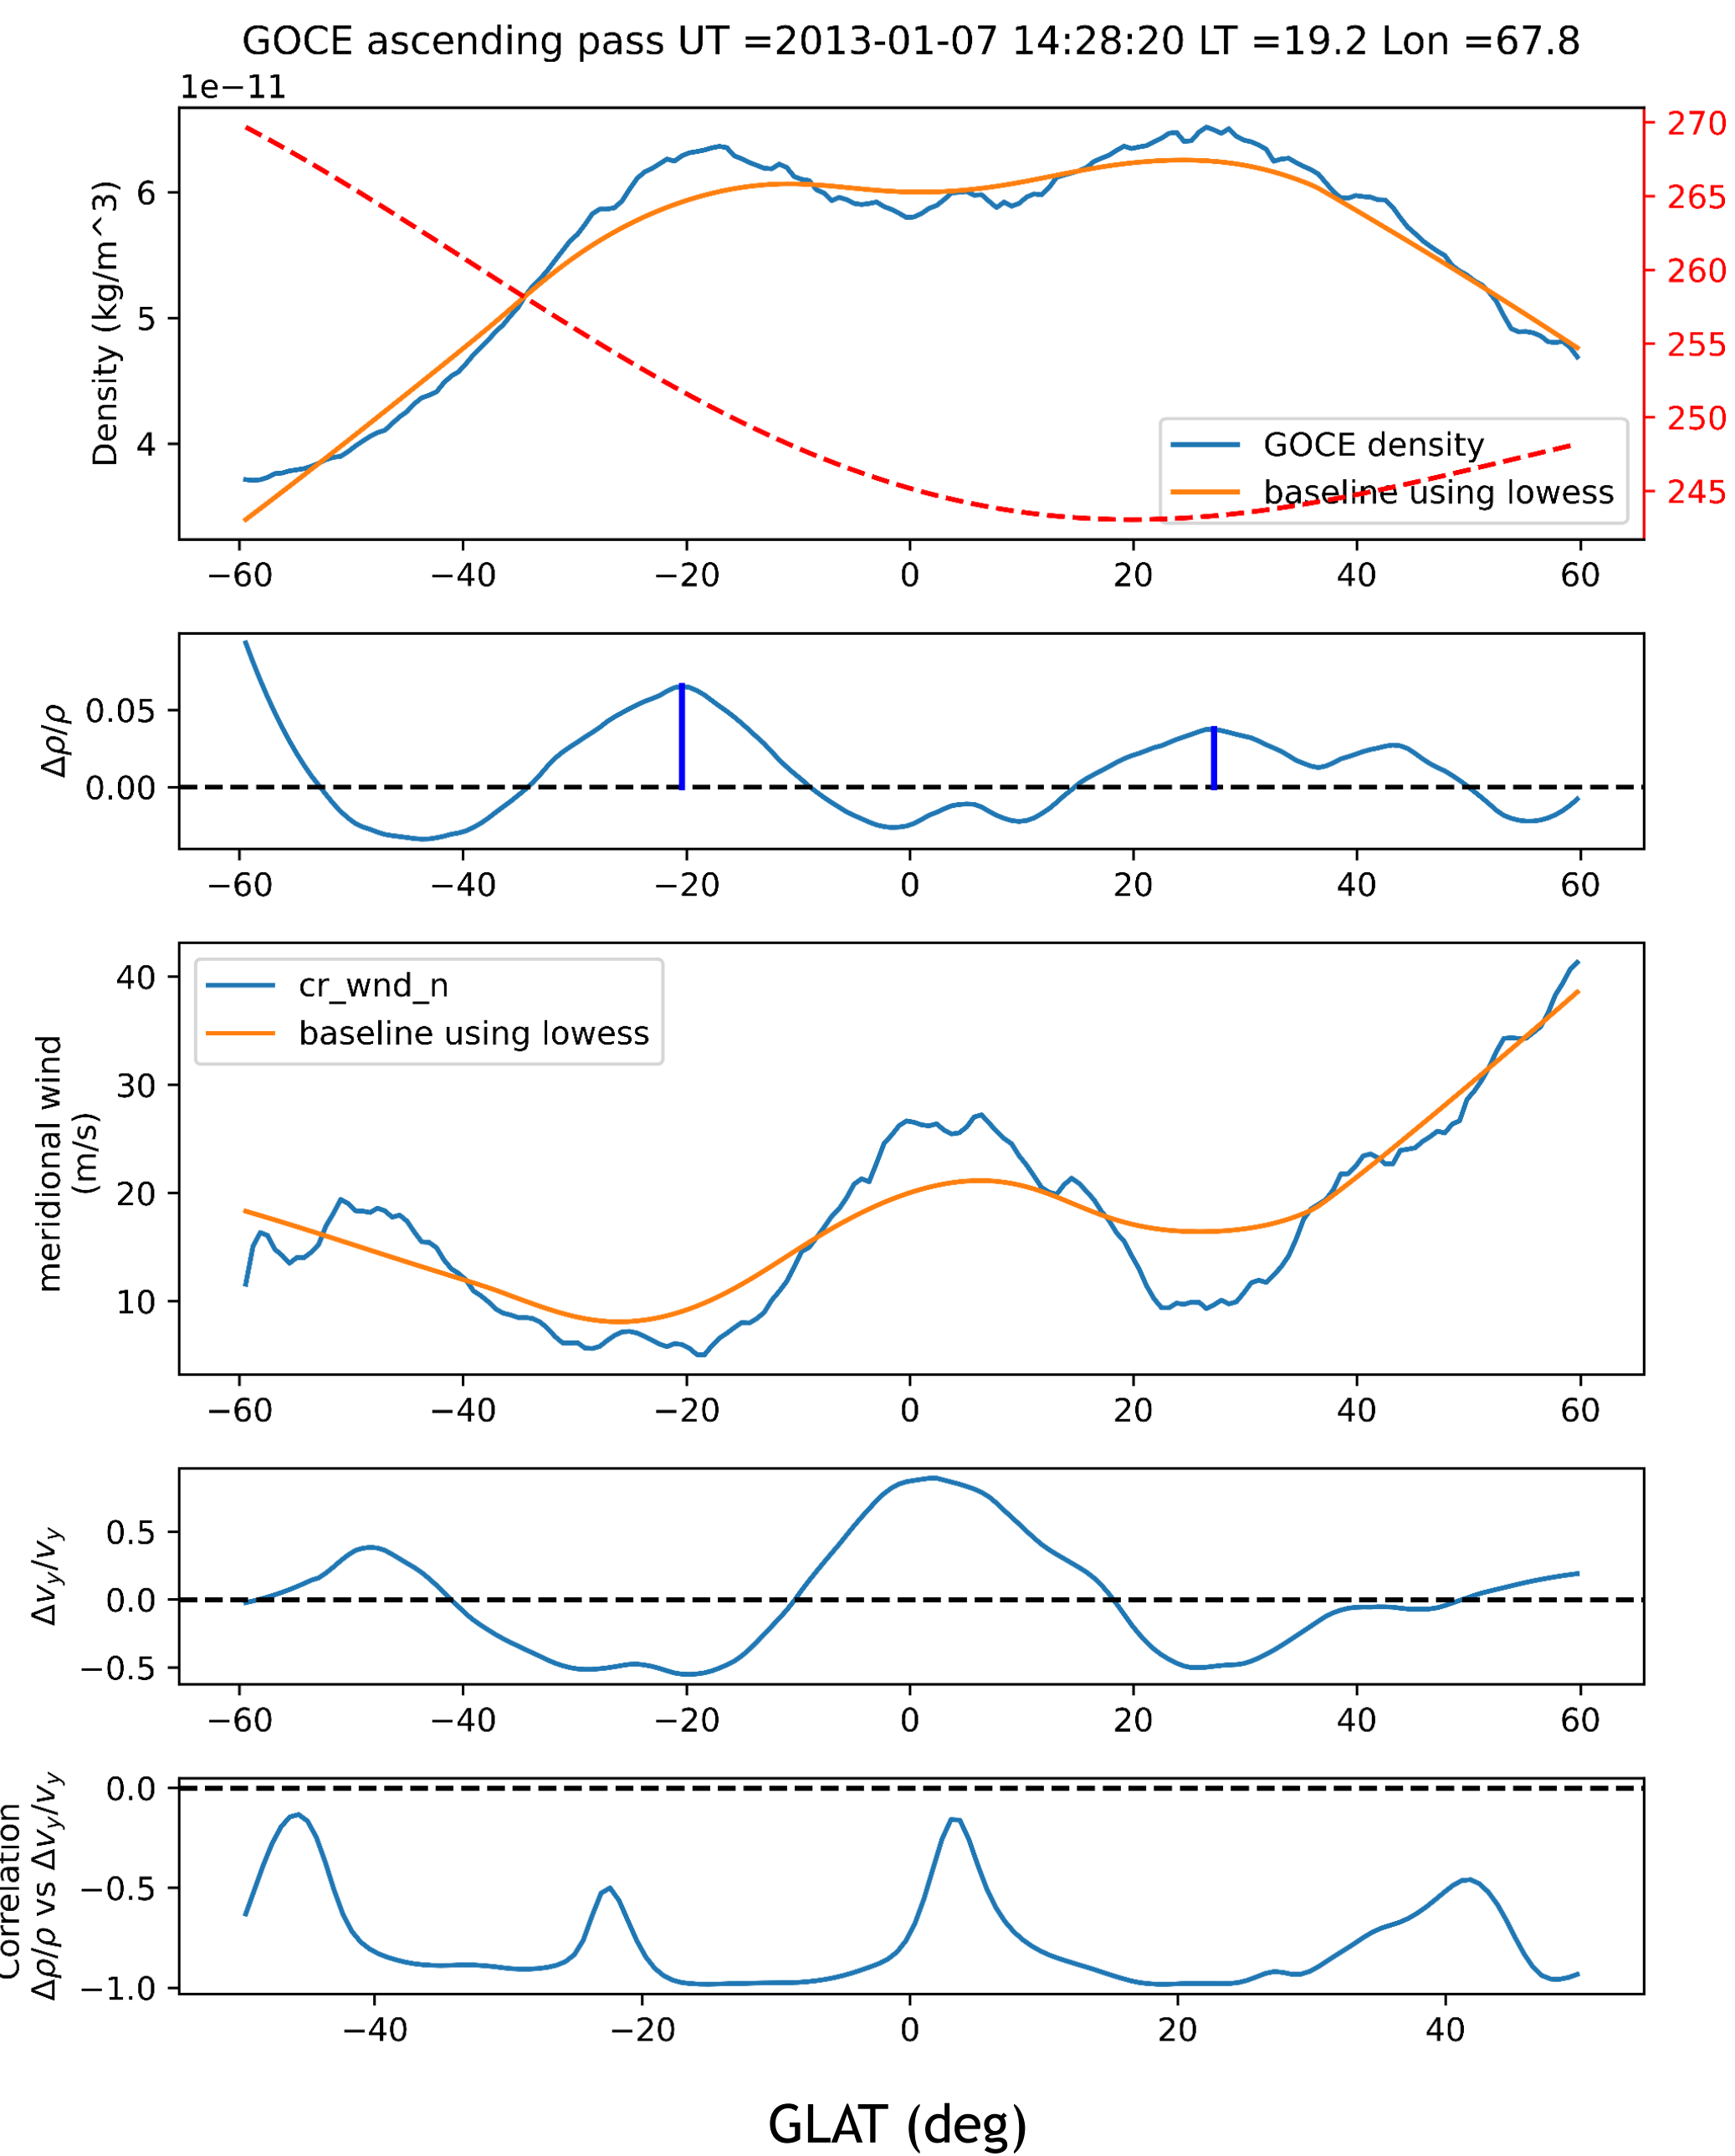 GOCE ascending pass UT =2013-01-07 14:28:20 LT =19.2 Lon =67.8
1e−11
Density (kg/m^3)
6
5
4
270
265
260
255
250
245
GOCE density
baseline using lowess
−60 −40 −20 0 20 40 60
Δρ/ρ
0.05
0.00
−60 −40 −20 0 20 40 60
meridional wind
(m/s)
40
30
20
10
cr_wnd_n
baseline using lowess
−60 −40 −20 0 20 40 60
Δvy/vy
0.5
0.0
−0.5
−60 −40 −20 0 20 40 60
Correlation
Δρ/ρ vs Δvy/vy
0.0
−0.5
−1.0
−40 −20 0 20 40
GLAT (deg)